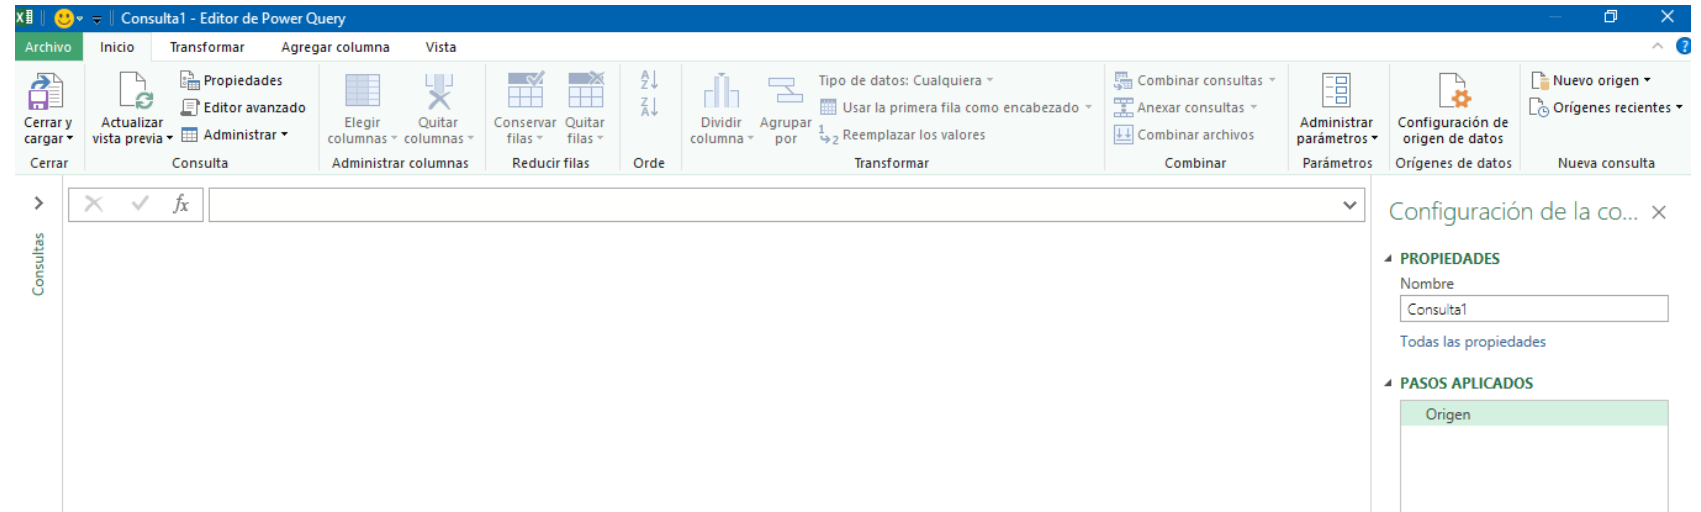 Consulta1 - Editor de Power Query
Archivo Inicio Transformar Agregar columna Vista
Cerrar y cargar
Actualizar vista previa
Propiedades
Editor avanzado
Administrar
Elegir columnas
Quitar columnas
Conservar filas
Quitar filas
Dividir columna
Agrupar por
Tipo de datos: Cualquiera
Usar la primera fila como encabezado
Reemplazar los valores
Combinar consultas
Anexar consultas
Combinar archivos
Administrar parámetros
Configuración de origen de datos
Nuevo origen
Orígenes recientes
Cerrar Consulta Administrar columnas Reducir filas Orde Transformar Combinar Parámetros Orígenes de datos Nueva consulta
Consultas
fx
Configuración de la co...
PROPIEDADES
Nombre
Consulta1
Todas las propiedades
PASOS APLICADOS
Origen